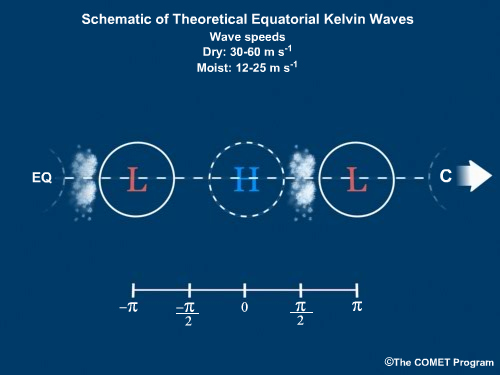 Schematic of Theoretical Equatorial Kelvin Waves
Wave speeds
Dry: 30-60 m s⁻¹
Moist: 12-25 m s⁻¹
EQ L H L C
-π -π/2 0 π/2 π
©The COMET Program